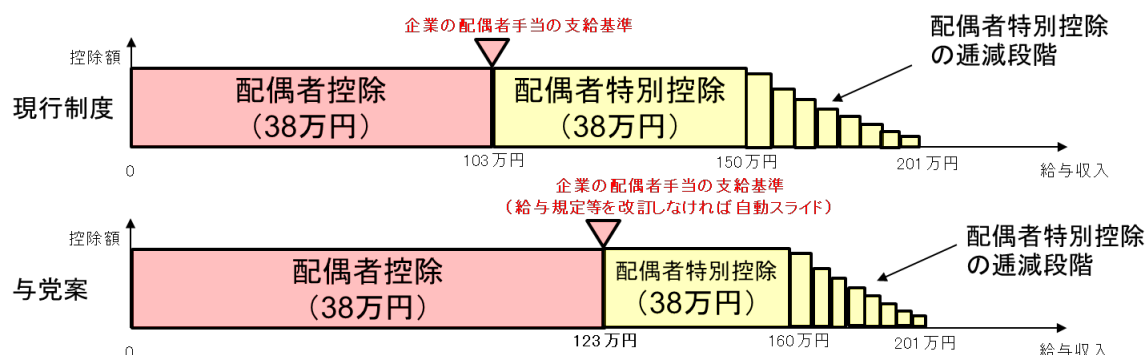 企業の配偶者手当の支給基準
控除額
配偶者特別控除
の逓減段階
現行制度
配偶者控除
（38万円）
配偶者特別控除
（38万円）
0
103万円
150万円
201万円
給与収入
企業の配偶者手当の支給基準
（給与規定等を改訂しなければ自動スライド）
控除額
配偶者特別控除
の逓減段階
与党案
配偶者控除
（38万円）
配偶者特別控除
（38万円）
0
123万円
160万円
201万円
給与収入